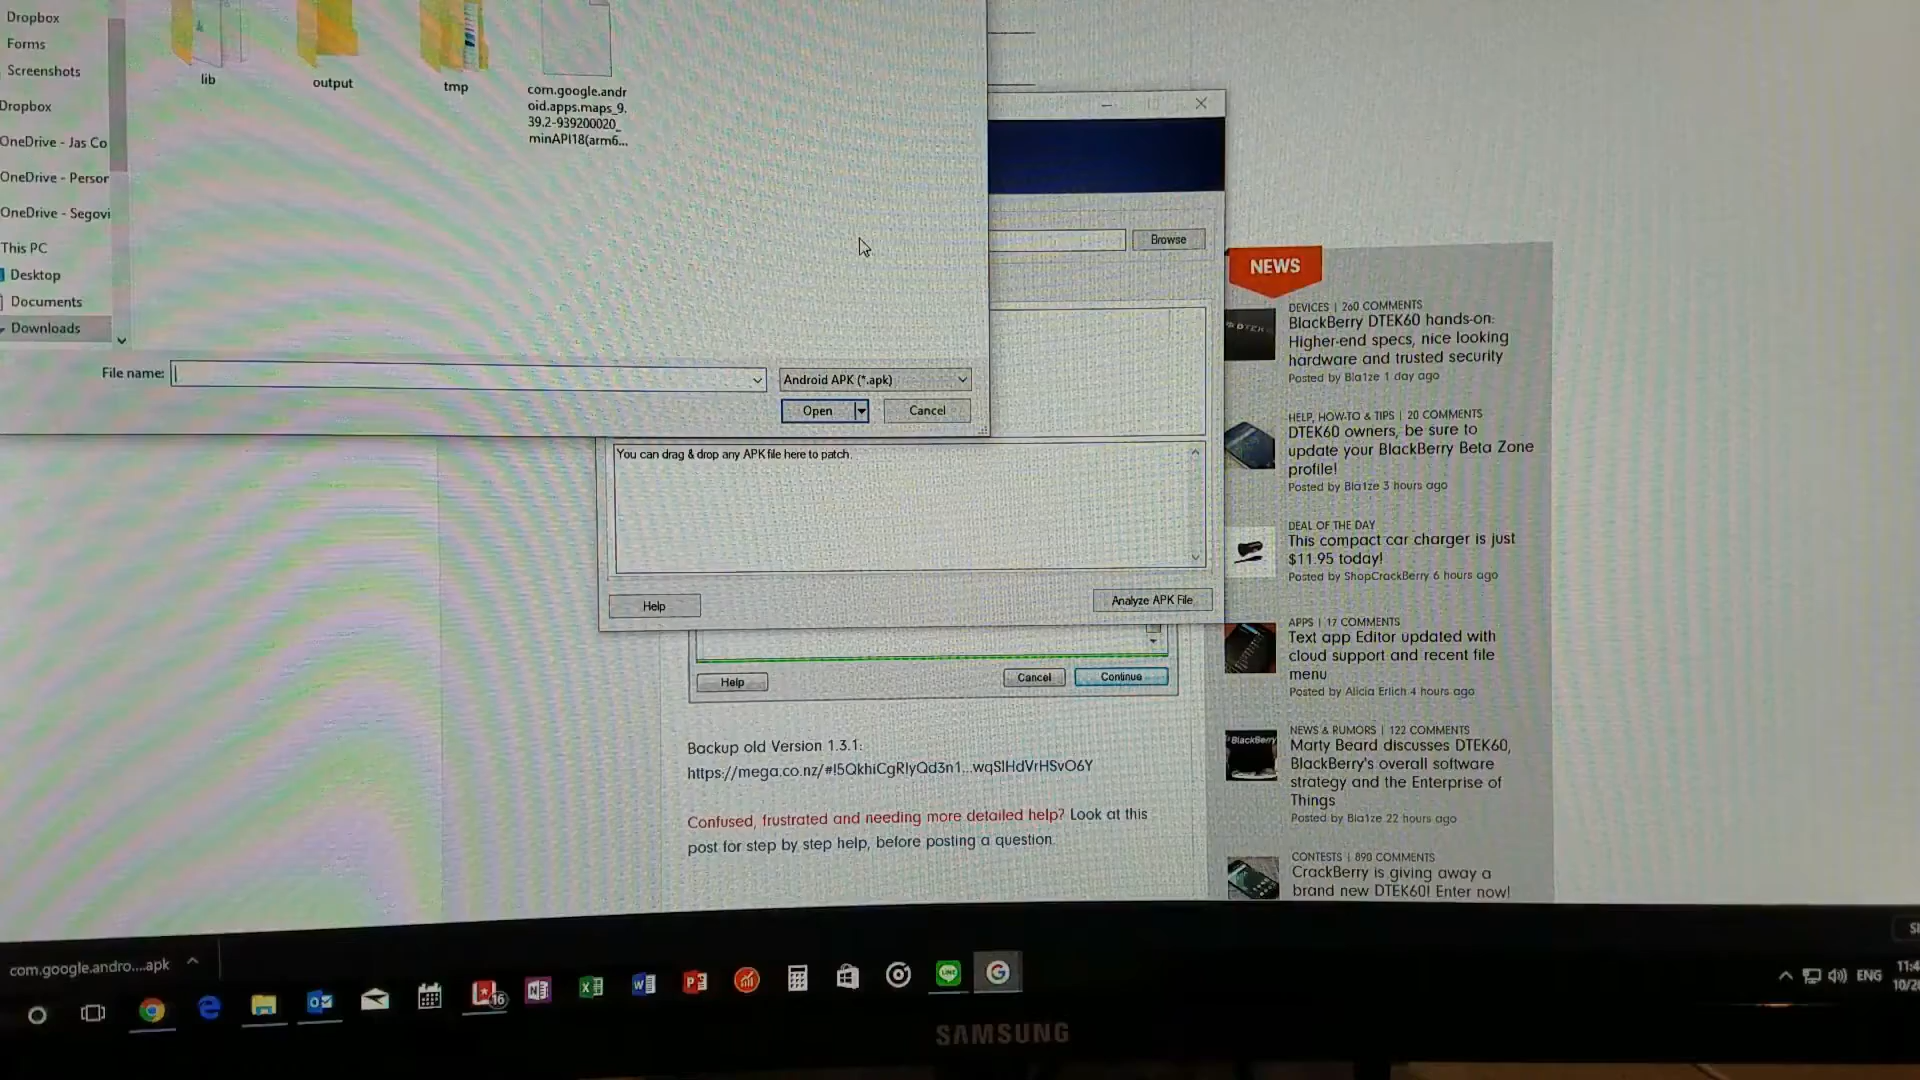 Dropbox
Forms
Screenshots
Dropbox
OneDrive - Jas Co
OneDrive - Person
OneDrive - Segovi
This PC
Desktop
Documents
Downloads
lib
output
tmp
com.google.andr
oid.apps.maps_9.
39.2-939200020_
minAPI18(arm6...
File name:
Android APK (*.apk)
Open
Cancel
Browse
You can drag & drop any APK file here to patch.
Help
Analyze APK File
Help
Cancel
Continue
Backup old Version 1.3.1:
Confused, frustrated and needing more detailed help? Look at this
post for step by step help, before posting a question.
NEWS
DEVICES | 260 COMMENTS
BlackBerry DTEK60 hands-on:
Higher-end specs, nice looking
hardware and trusted security
Posted by Bla1ze 1 day ago
HELP, HOW-TO & TIPS | 20 COMMENTS
DTEK60 owners, be sure to
update your BlackBerry Beta Zone
profile!
Posted by Bla1ze 3 hours ago
DEAL OF THE DAY
This compact car charger is just
$11.95 today!
Posted by ShopCrackBerry 6 hours ago
APPS | 17 COMMENTS
Text app Editor updated with
cloud support and recent file
menu
Posted by Alicia Erlich 4 hours ago
BlackBerry
NEWS & RUMORS | 122 COMMENTS
Marty Beard discusses DTEK60,
BlackBerry's overall software
strategy and the Enterprise of
Things
Posted by Bla1ze 22 hours ago
CONTESTS | 890 COMMENTS
CrackBerry is giving away a
brand new DTEK60! Enter now!
com.google.andro....apk
16
LINE
ENG
11:4
10/2
SAMSUNG